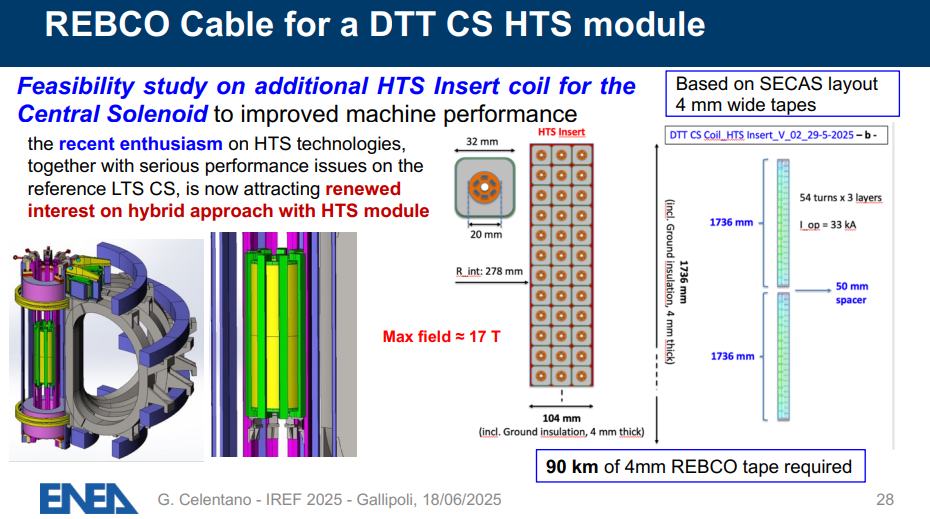 REBCO Cable for a DTT CS HTS module
Feasibility study on additional HTS Insert coil for the
Central Solenoid to improved machine performance
the recent enthusiasm on HTS technologies,
together with serious performance issues on the
reference LTS CS, is now attracting renewed
interest on hybrid approach with HTS module
Based on SECAS layout
4 mm wide tapes
HTS Insert
32 mm
20 mm
R_int: 278 mm
Max field ≈ 17 T
104 mm
(incl. Ground insulation, 4 mm thick)
1736 mm
(incl. Ground insulation, 4 mm thick)
DTT CS Coil_HTS Insert_V_02_29-5-2025 – b -
54 turns x 3 layers
1736 mm
I_op = 33 kA
50 mm
spacer
1736 mm
90 km of 4mm REBCO tape required
ENEA
G. Celentano - IREF 2025 - Gallipoli, 18/06/2025
28